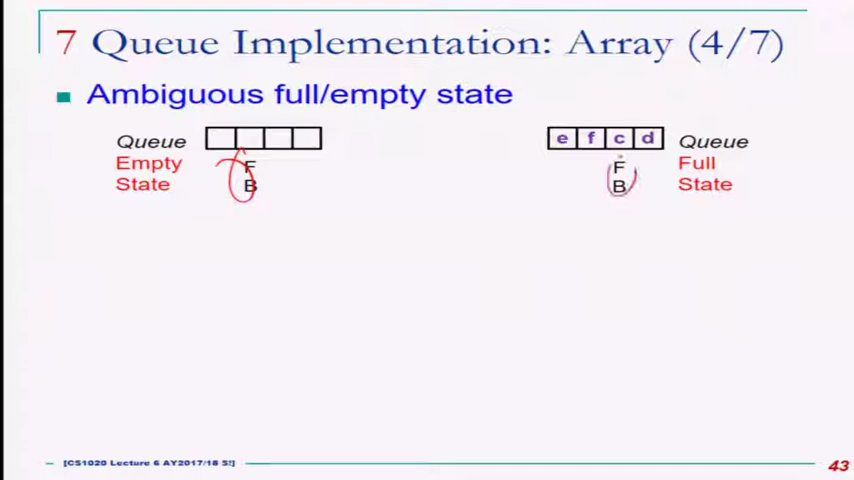 7 Queue Implementation: Array (4/7)
Ambiguous full/empty state
Queue
Empty
State
F
B
e f c d
F
B
Queue
Full
State
[CS1020 Lecture 6 AY2017/18 S1]
43